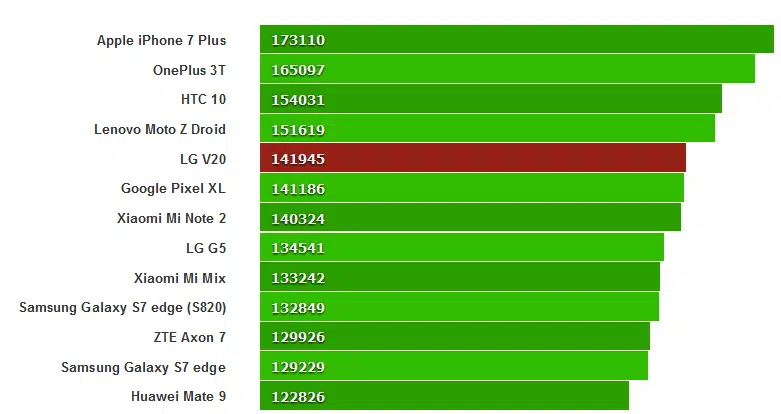 Apple iPhone 7 Plus 173110
OnePlus 3T 165097
HTC 10 154031
Lenovo Moto Z Droid 151619
LG V20 141945
Google Pixel XL 141186
Xiaomi Mi Note 2 140324
LG G5 134541
Xiaomi Mi Mix 133242
Samsung Galaxy S7 edge (S820) 132849
ZTE Axon 7 129926
Samsung Galaxy S7 edge 129229
Huawei Mate 9 122826